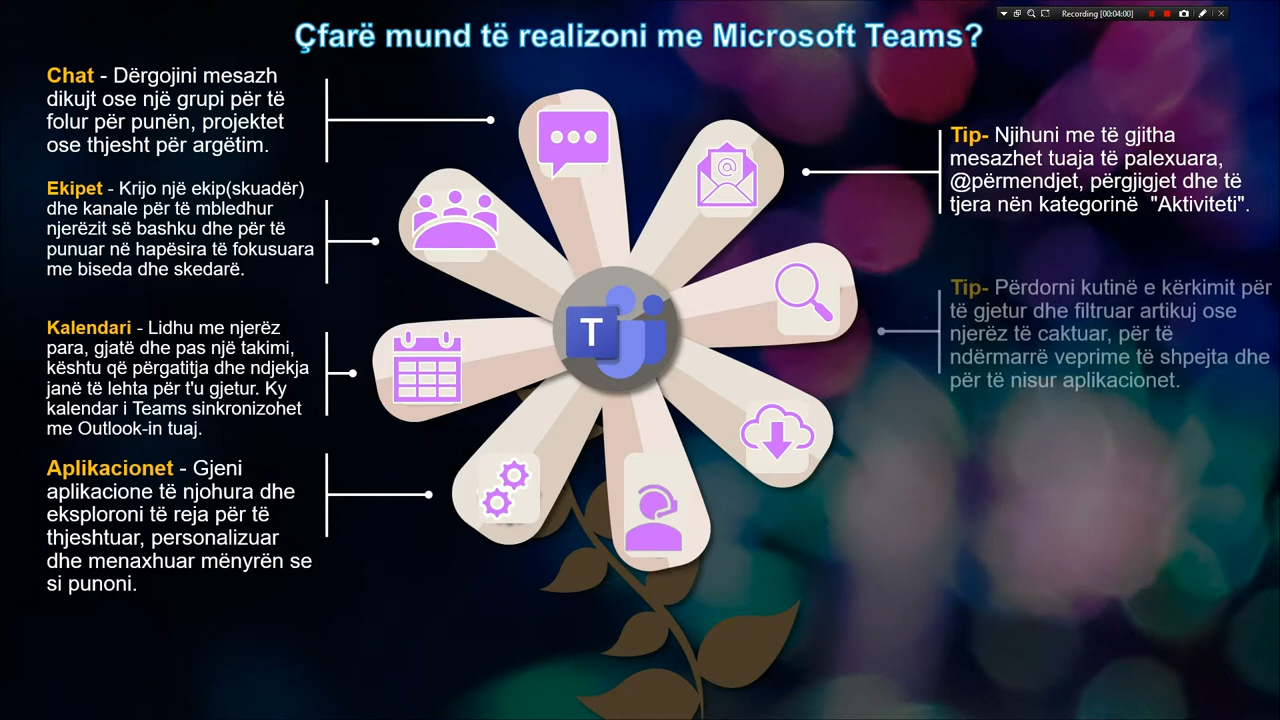 Recording [00:04:00]
Çfarë mund të realizoni me Microsoft Teams?
Chat - Dërgojini mesazh
dikujt ose një grupi për të
folur për punën, projektet
ose thjesht për argëtim.
Ekipet - Krijo një ekip(skuadër)
dhe kanale për të mbledhur
njerëzit së bashku dhe për të
punuar në hapësira të fokusuara
me biseda dhe skedarë.
Kalendari - Lidhu me njerëz
para, gjatë dhe pas një takimi,
kështu që përgatitja dhe ndjekja
janë të lehta për t'u gjetur. Ky
kalendar i Teams sinkronizohet
me Outlook-in tuaj.
Aplikacionet - Gjeni
aplikacione të njohura dhe
eksploroni të reja për të
thjeshtuar, personalizuar
dhe menaxhuar mënyrën se
si punoni.
@
T
Tip- Njihuni me të gjitha
mesazhet tuaja të palexuara,
@përmendjet, përgjigjet dhe të
tjera nën kategorinë "Aktiviteti".
Tip- Përdorni kutinë e kërkimit për
të gjetur dhe filtruar artikuj ose
njerëz të caktuar, për të
ndërmarrë veprime të shpejta dhe
për të nisur aplikacionet.